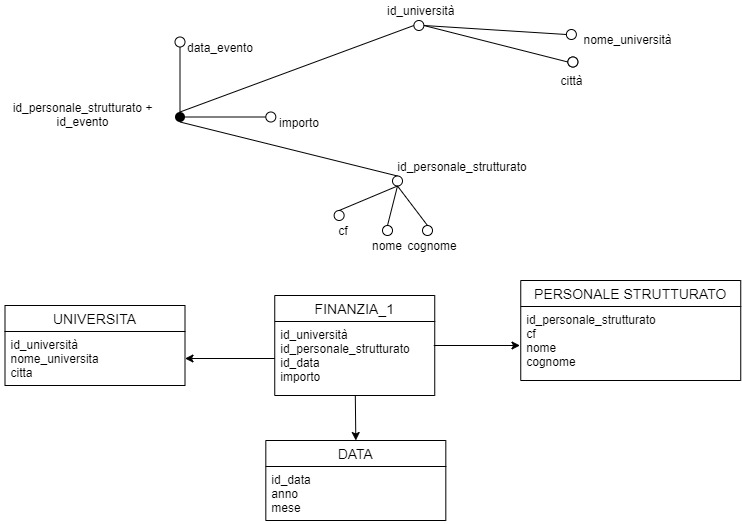 id_università
data_evento
nome_università
città
id_personale_strutturato +
id_evento
importo
id_personale_strutturato
cf
nome
cognome
UNIVERSITA
id_università
nome_universita
citta
FINANZIA_1
id_università
id_personale_strutturato
id_data
importo
PERSONALE STRUTTURATO
id_personale_strutturato
cf
nome
cognome
DATA
id_data
anno
mese